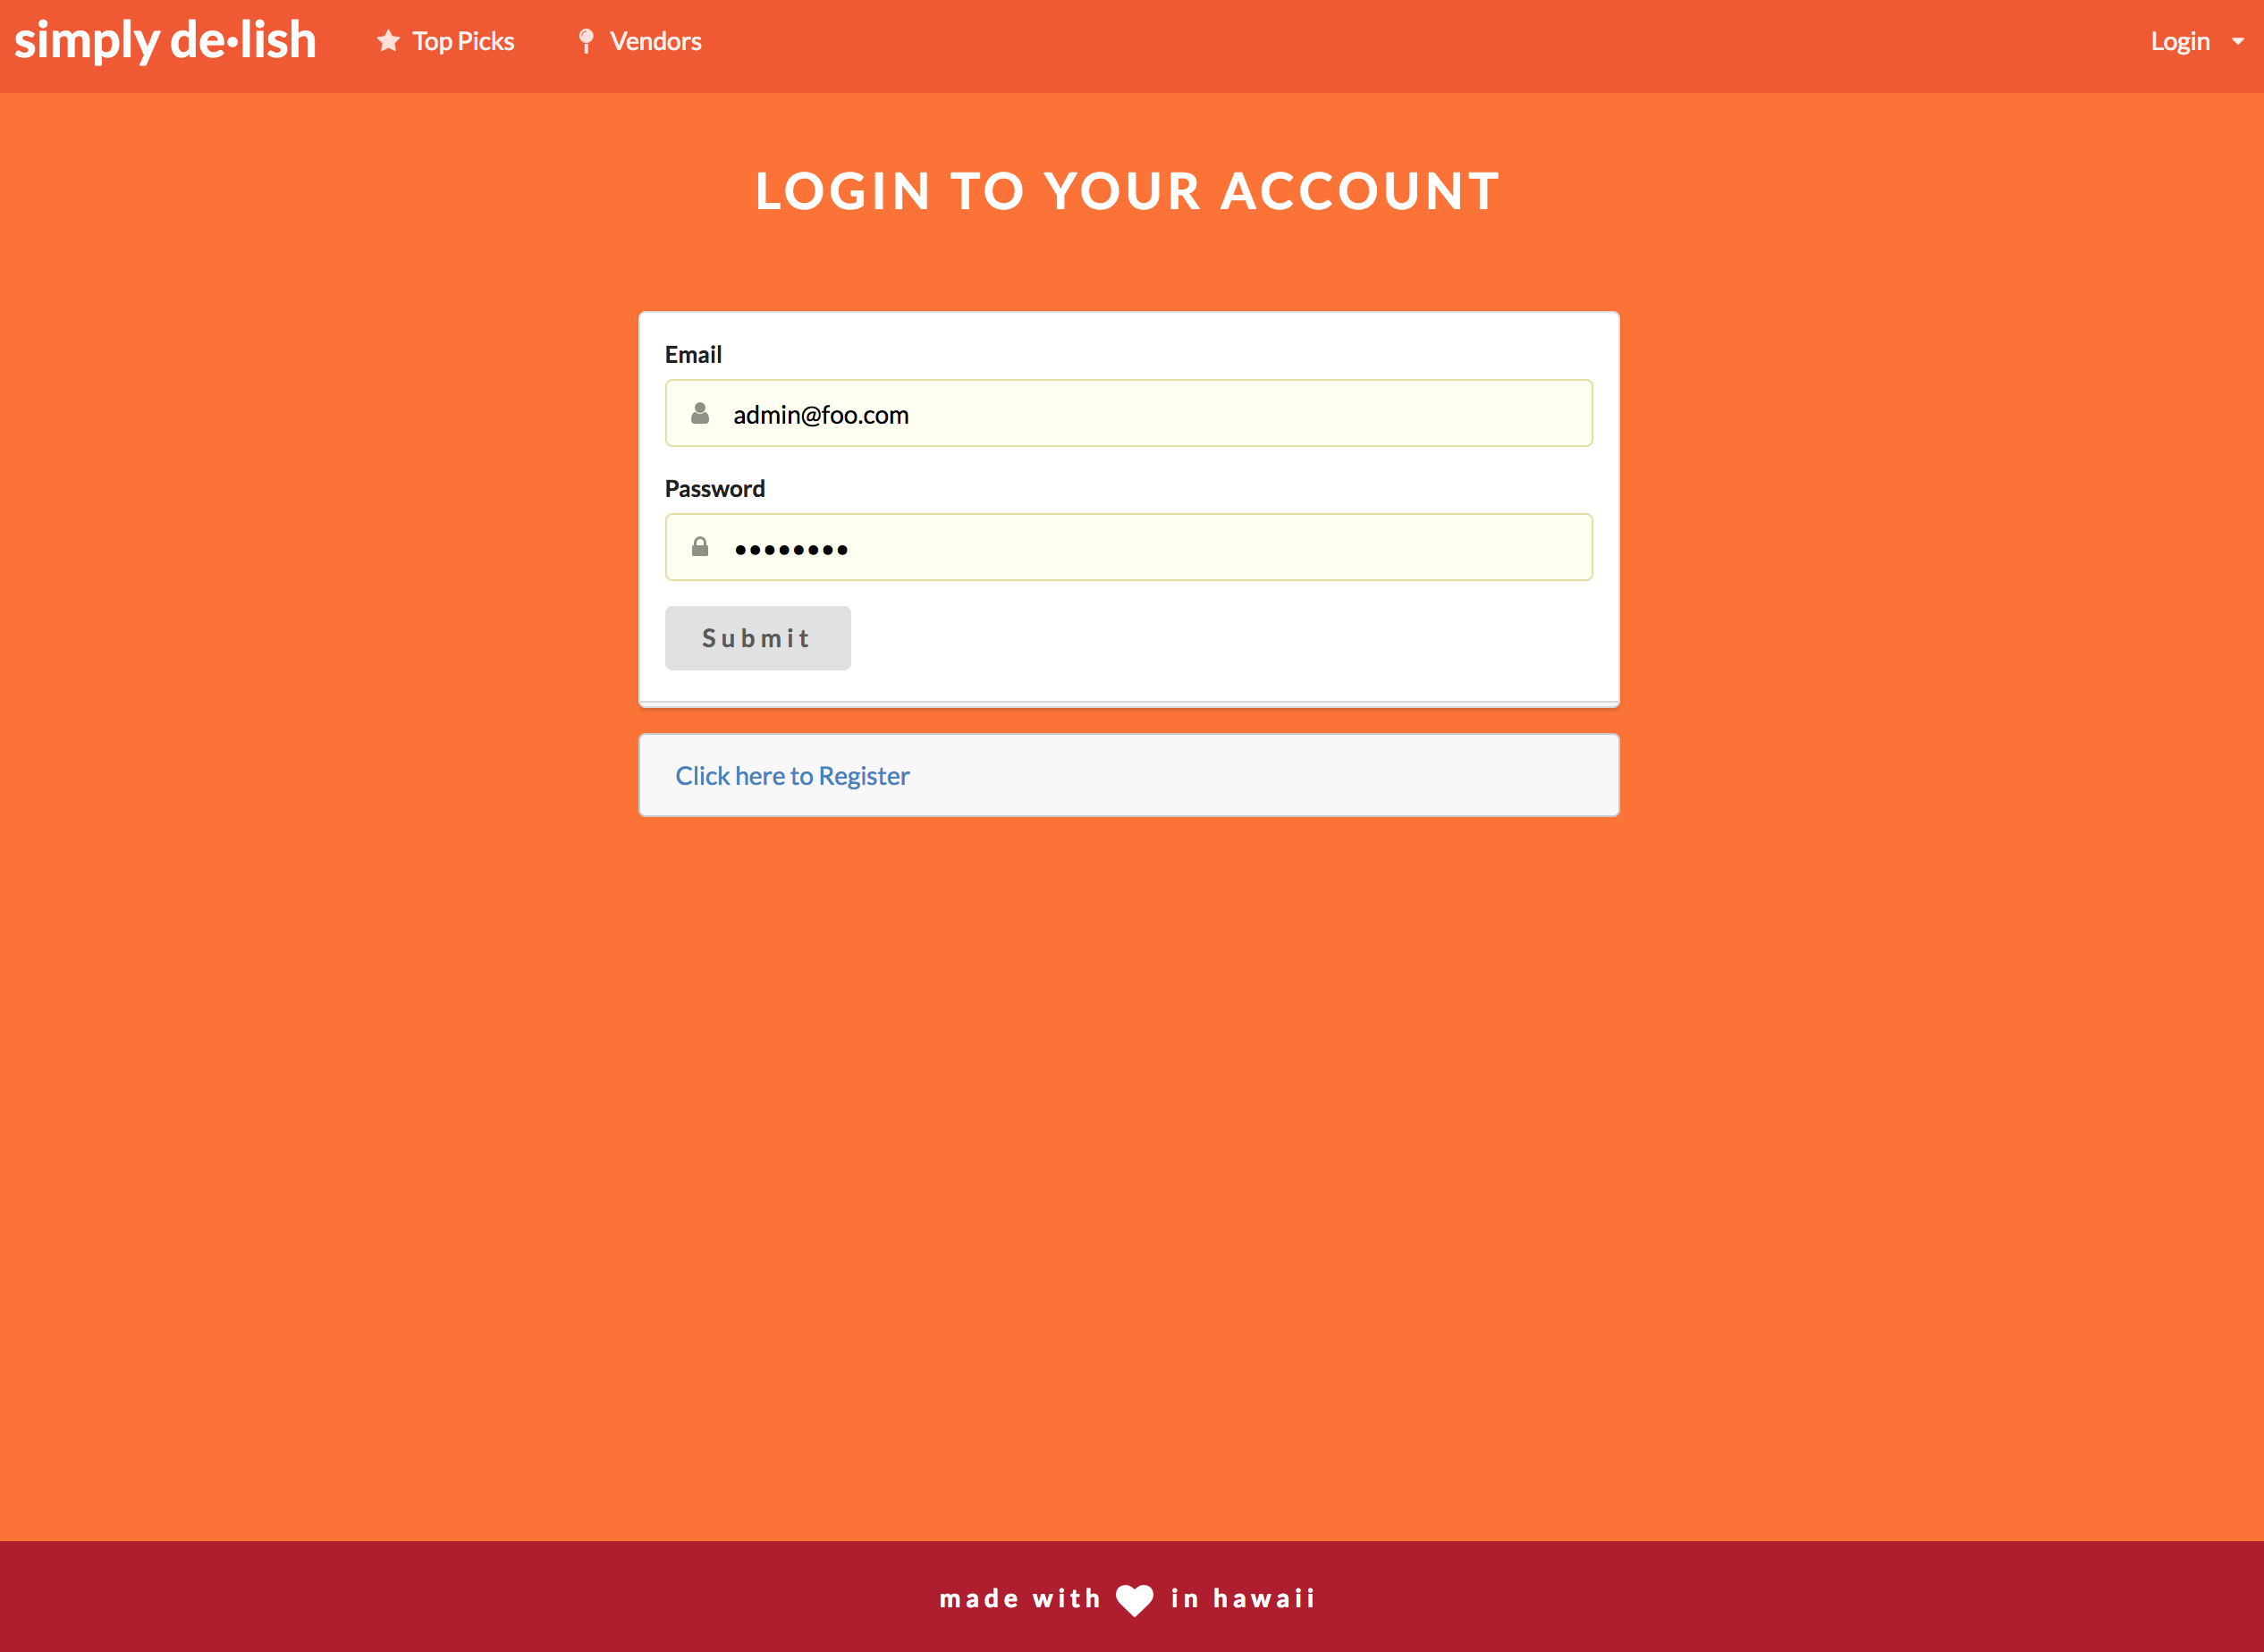 simply de•lish Top Picks Vendors Login
LOGIN TO YOUR ACCOUNT
Email
admin@foo.com
Password
••••••••
Submit
Click here to Register
made with in hawaii